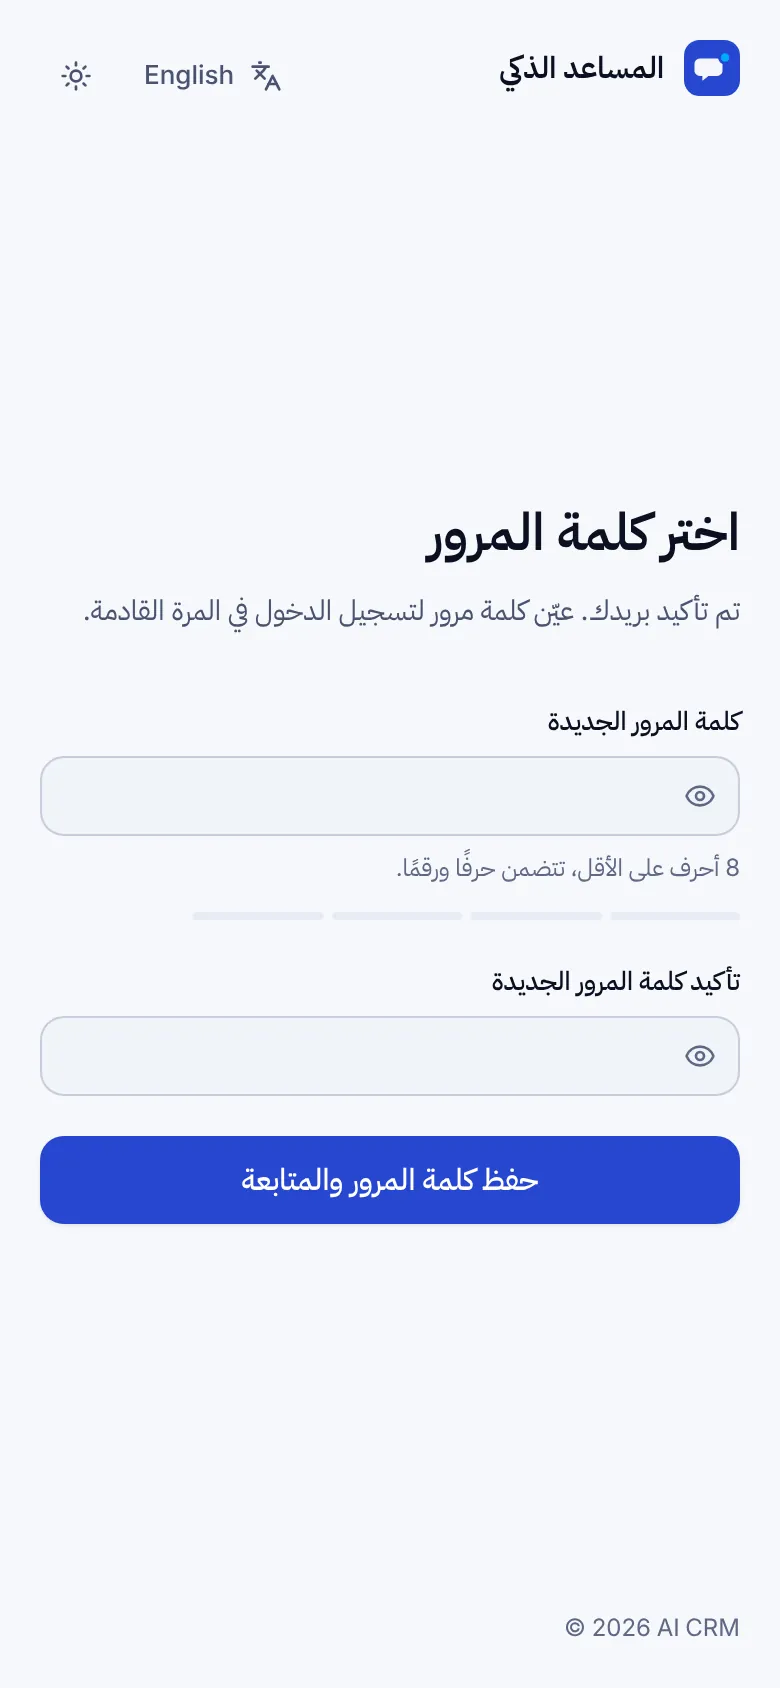 المساعد الذكي
English
اختر كلمة المرور
تم تأكيد بريدك. عيّن كلمة مرور لتسجيل الدخول في المرة القادمة.
كلمة المرور الجديدة
8 أحرف على الأقل، تتضمن حرفًا ورقمًا.
تأكيد كلمة المرور الجديدة
حفظ كلمة المرور والمتابعة
© 2026 AI CRM